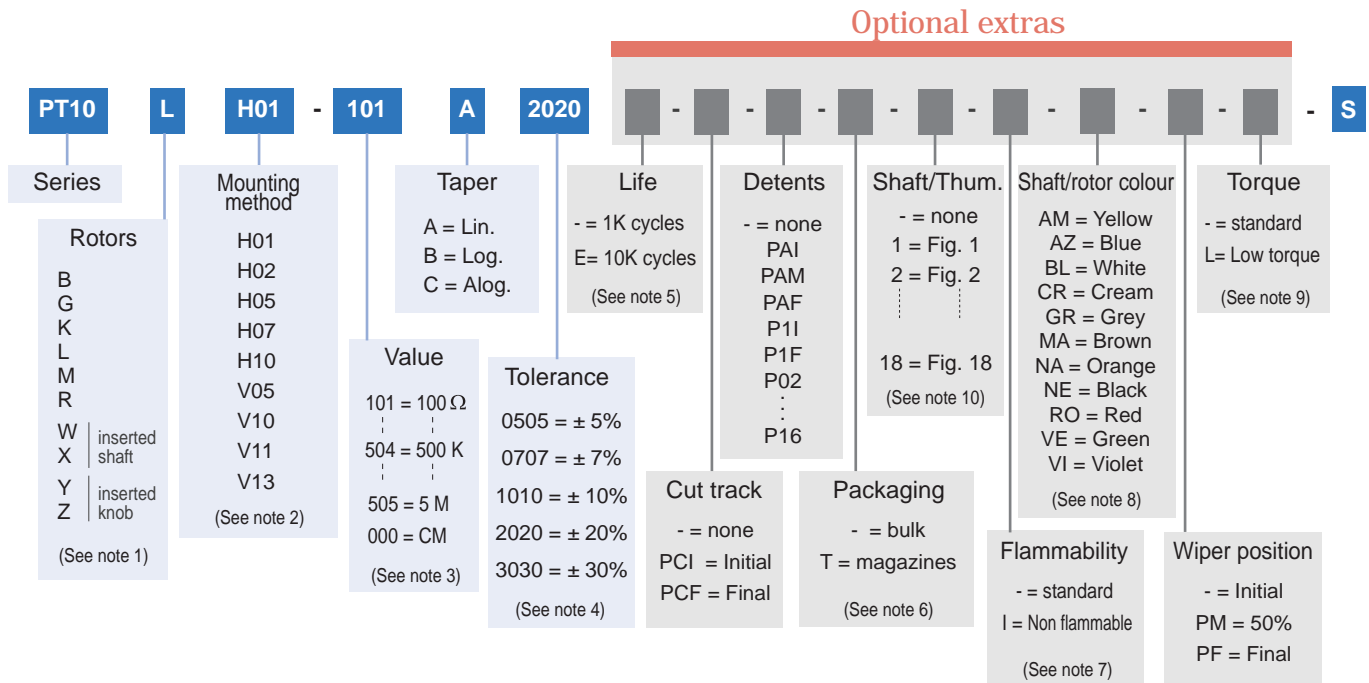 Optional extras
PT10 L H01 - 101 A 2020 - - - - - - - - - S
Series
Rotors
B
G
K
L
M
R
W
X
inserted
shaft
Y
Z
inserted
knob
(See note 1)
Mounting
method
H01
H02
H05
H07
H10
V05
V10
V11
V13
(See note 2)
Value
101 = 100 Ω
504 = 500 K
505 = 5 M
000 = CM
(See note 3)
Taper
A = Lin.
B = Log.
C = Alog.
Tolerance
0505 = ± 5%
0707 = ± 7%
1010 = ± 10%
2020 = ± 20%
3030 = ± 30%
(See note 4)
Life
- = 1K cycles
E= 10K cycles
(See note 5)
Cut track
- = none
PCI = Initial
PCF = Final
Detents
- = none
PAI
PAM
PAF
P1I
P1F
P02
:
P16
Packaging
- = bulk
T = magazines
(See note 6)
Shaft/Thum.
- = none
1 = Fig. 1
2 = Fig. 2
18 = Fig. 18
(See note 10)
Flammability
- = standard
I = Non flammable
(See note 7)
Shaft/rotor colour
AM = Yellow
AZ = Blue
BL = White
CR = Cream
GR = Grey
MA = Brown
NA = Orange
NE = Black
RO = Red
VE = Green
VI = Violet
(See note 8)
Wiper position
- = Initial
PM = 50%
PF = Final
Torque
- = standard
L= Low torque
(See note 9)